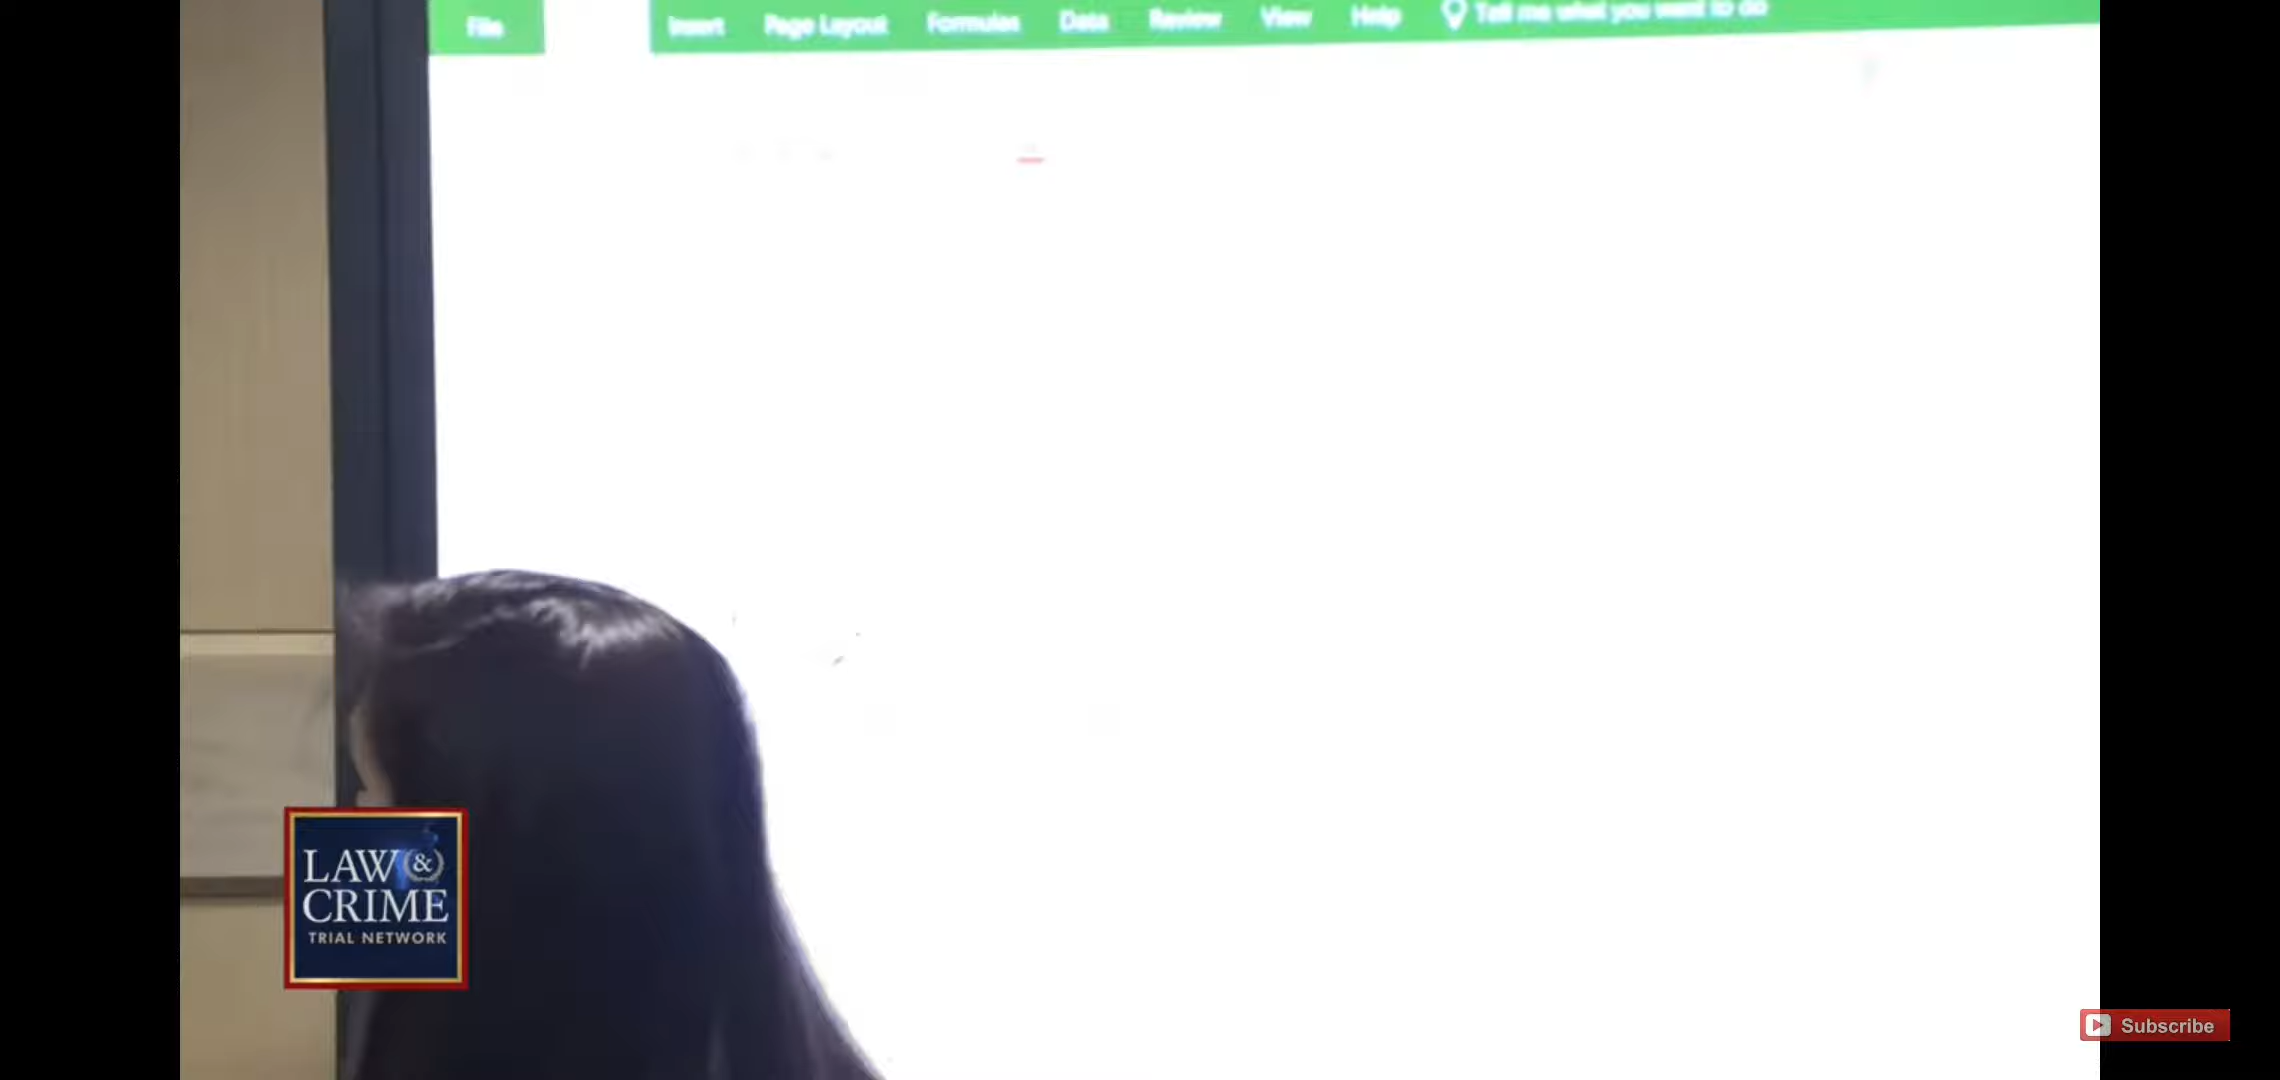 File Insert Page Layout Formulas Data Review View Help Tell me what you want to do
LAW &
CRIME
TRIAL NETWORK
Subscribe